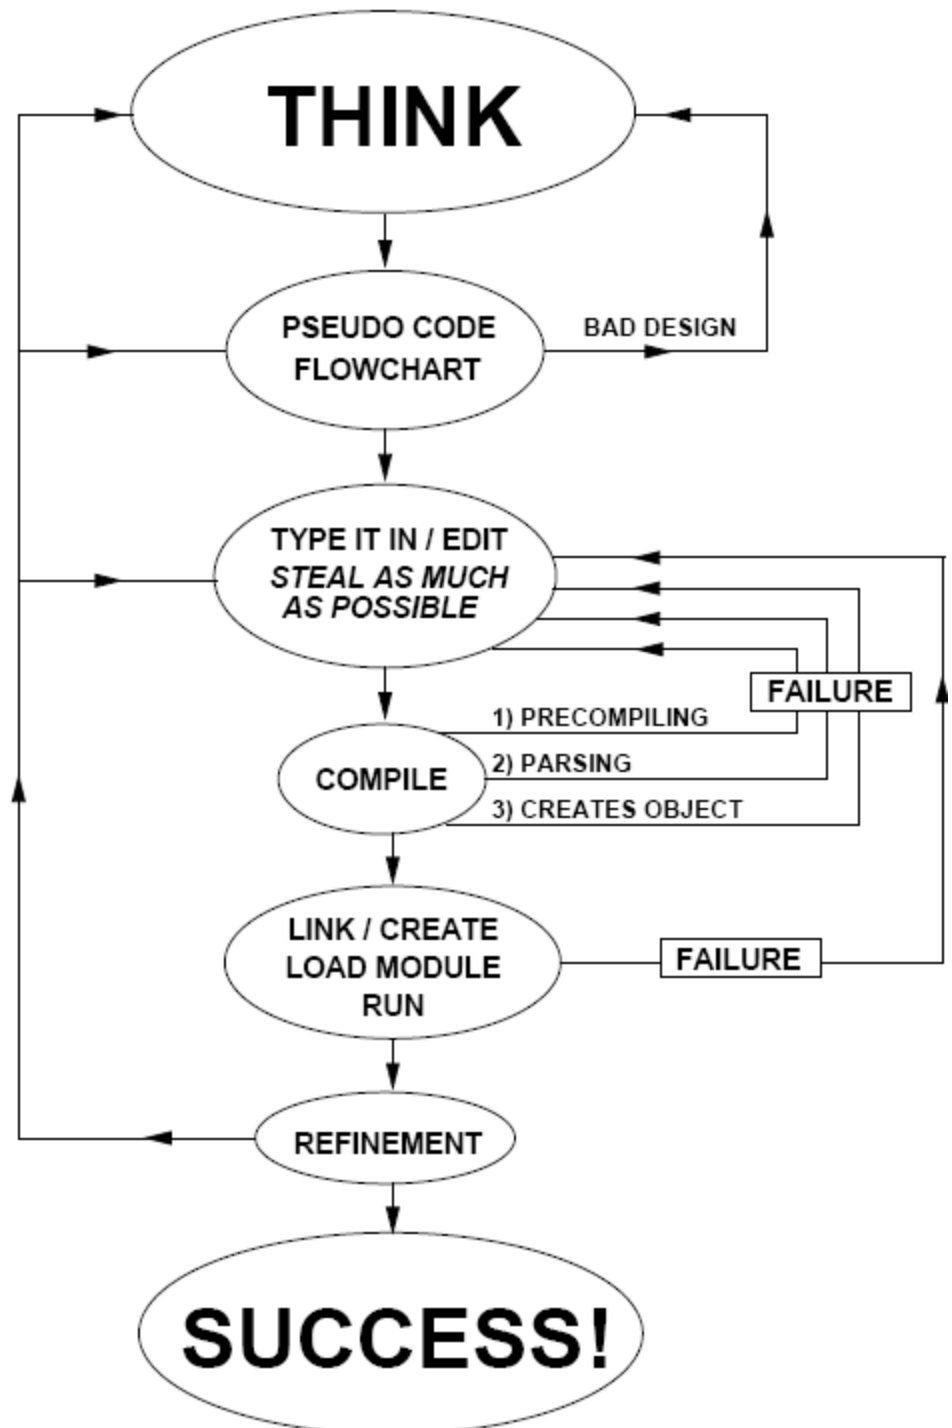 THINK
PSEUDO CODE
FLOWCHART
BAD DESIGN
TYPE IT IN / EDIT
STEAL AS MUCH
AS POSSIBLE
FAILURE
1) PRECOMPILING
COMPILE
2) PARSING
3) CREATES OBJECT
LINK / CREATE
LOAD MODULE
RUN
FAILURE
REFINEMENT
SUCCESS!